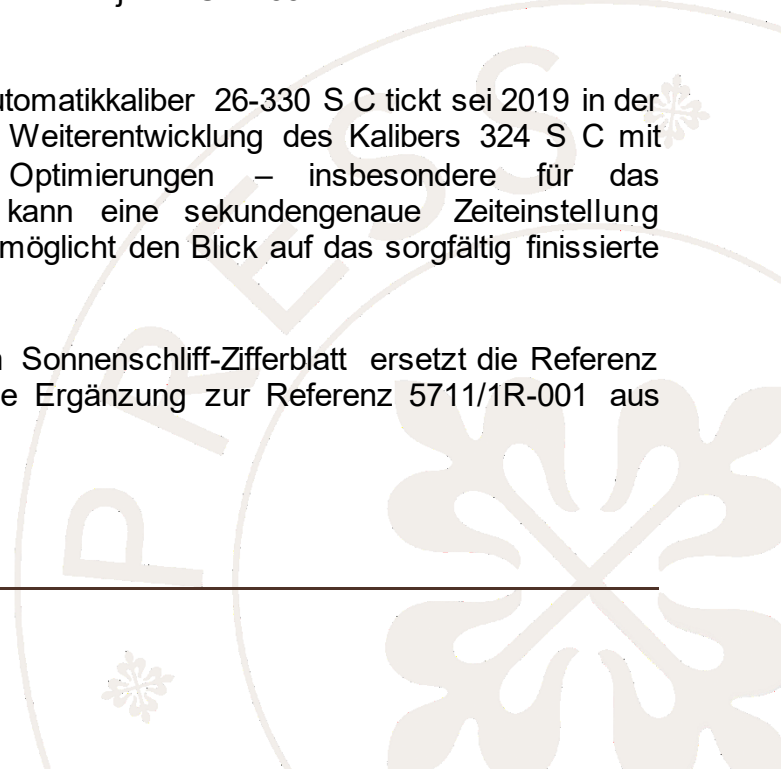 utomatikkaliber 26-330 S C tickt sei 2019 in der
Weiterentwicklung des Kalibers 324 S C mit
Optimierungen – insbesondere für das
kann eine sekundengenaue Zeiteinstellung
möglicht den Blick auf das sorgfältig finissierte
Sonnenschliff-Zifferblatt ersetzt die Referenz
e Ergänzung zur Referenz 5711/1R-001 aus
PRESS